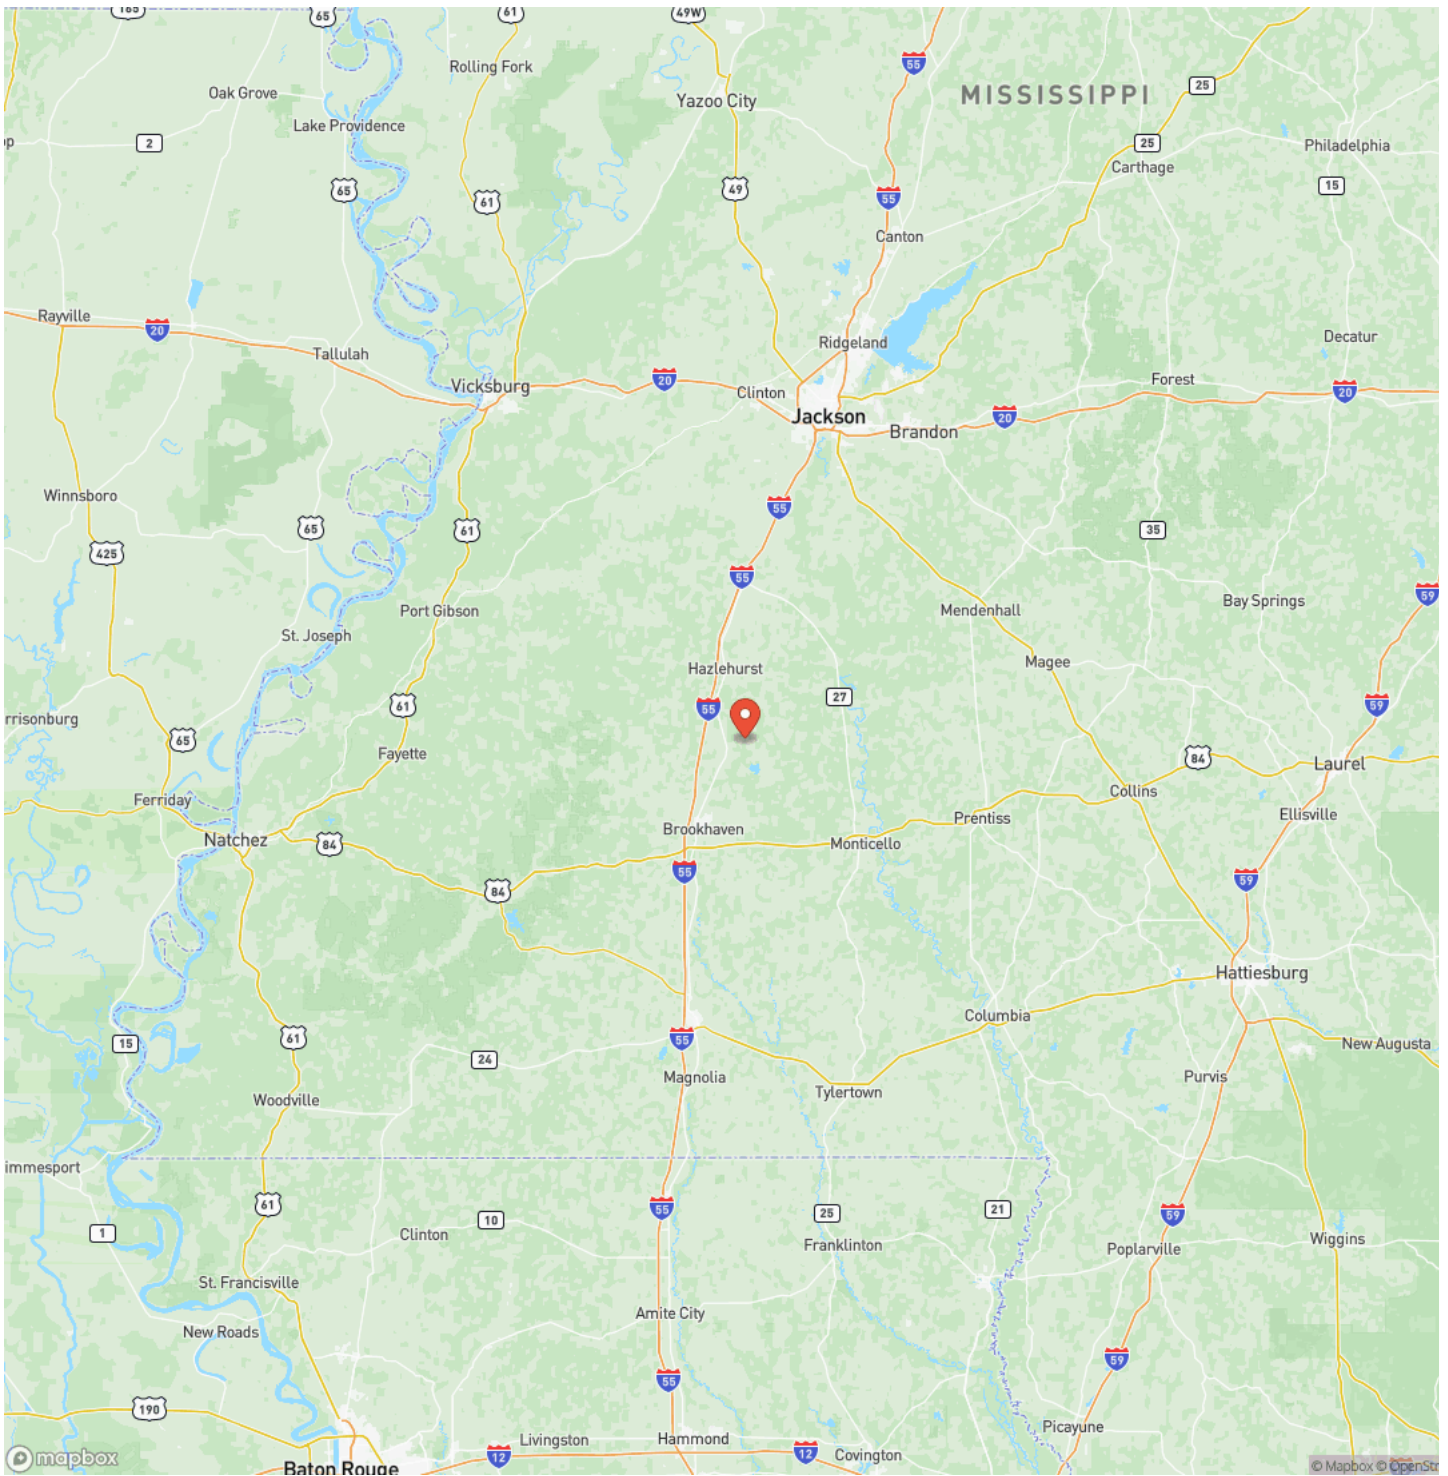 165
65
61
49W
55
Rolling Fork
MISSISSIPPI
25
Oak Grove
Yazoo City
Lake Providence
2
25
Philadelphia
Carthage
65
61
49
55
15
Canton
Rayville
20
Ridgeland
Decatur
Tallulah
Vicksburg
20
Clinton
Forest
20
Jackson
20
Brandon
Winnsboro
55
65
61
35
425
55
59
Port Gibson
Mendenhall
Bay Springs
St. Joseph
Hazlehurst
Magee
27
61
55
59
rrisonburg
65
Fayette
84
Laurel
Ferriday
Collins
Brookhaven
Prentiss
Ellisville
Natchez
84
Monticello
55
59
84
Hattiesburg
Columbia
61
55
15
24
New Augusta
Magnolia
Purvis
Woodville
Tylertown
immesport
61
55
21
25
59
10
1
Clinton
Franklinton
Poplarville
Wiggins
St. Francisville
Amite City
New Roads
59
55
190
Picayune
Livingston
Hammond
12
12
Covington
mapbox
Baton Rouge
© Mapbox © OpenStr